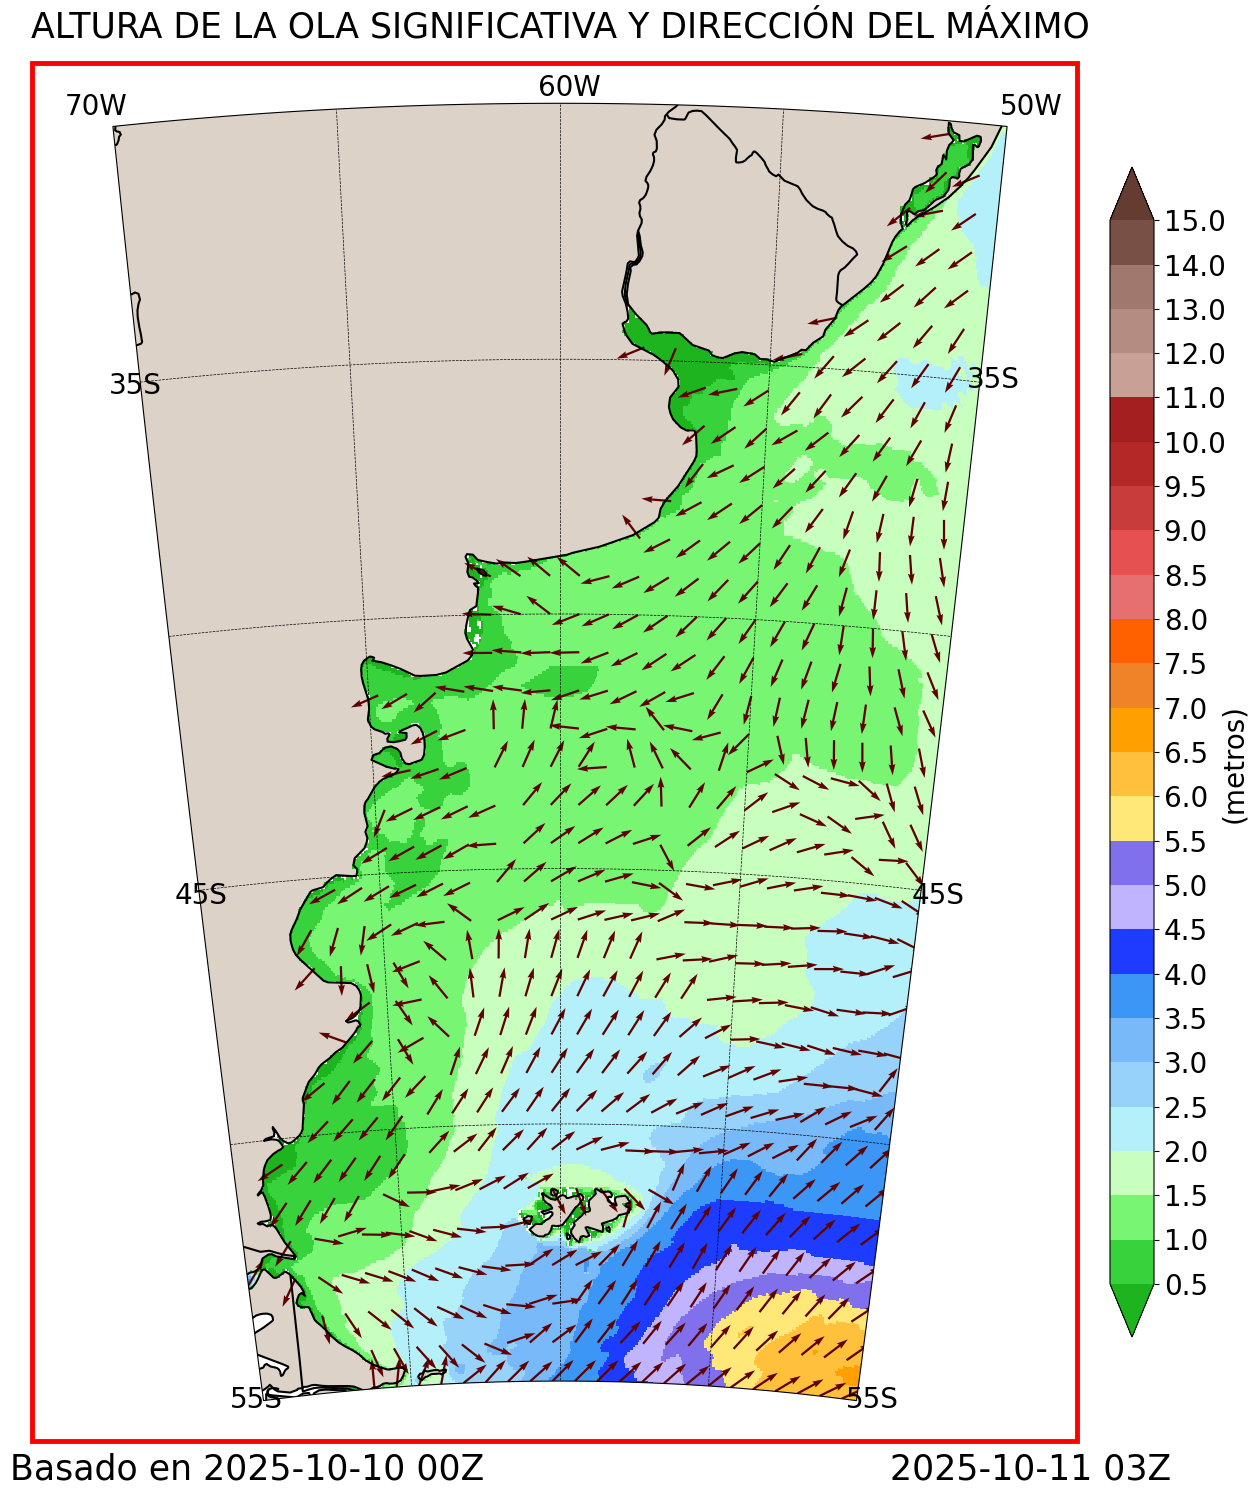 ALTURA DE LA OLA SIGNIFICATIVA Y DIRECCIÓN DEL MÁXIMO
70W
60W
50W
35S
35S
45S
45S
55S
55S
15.0
14.0
13.0
12.0
11.0
10.0
9.5
9.0
8.5
8.0
7.5
7.0
6.5
6.0
5.5
5.0
4.5
4.0
3.5
3.0
2.5
2.0
1.5
1.0
0.5
(metros)
Basado en 2025-10-10 00Z
2025-10-11 03Z